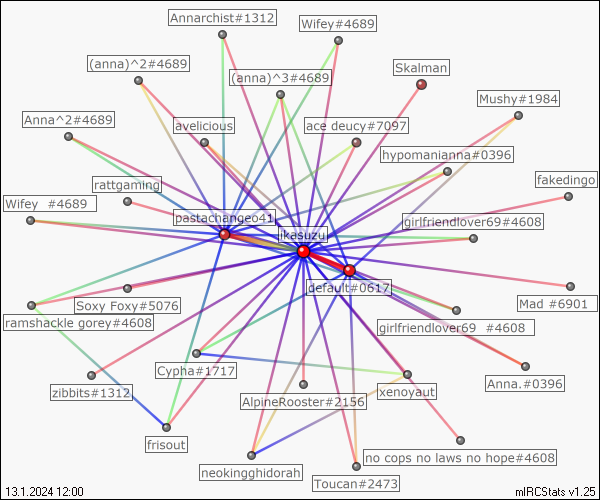 Annarchist#1312
Wifey#4689
(anna)^2#4689
(anna)^3#4689
Skalman
Mushy#1984
Anna^2#4689
avelicious
ace deucy#7097
hypomanianna#0396
rattgaming
fakedingo
Wifey  #4689
pastachangeo41
jikasuzu
girlfriendlover69#4608
default#0617
Soxy Foxy#5076
Mad #6901
ramshackle gorey#4608
girlfriendlover69  #4608
Cypha#1717
Anna.#0396
zibbits#1312
AlpineRooster#2156
xenoyaut
frisout
no cops no laws no hope#4608
neokingghidorah
Toucan#2473
13.1.2024 12:00
mIRCStats v1.25